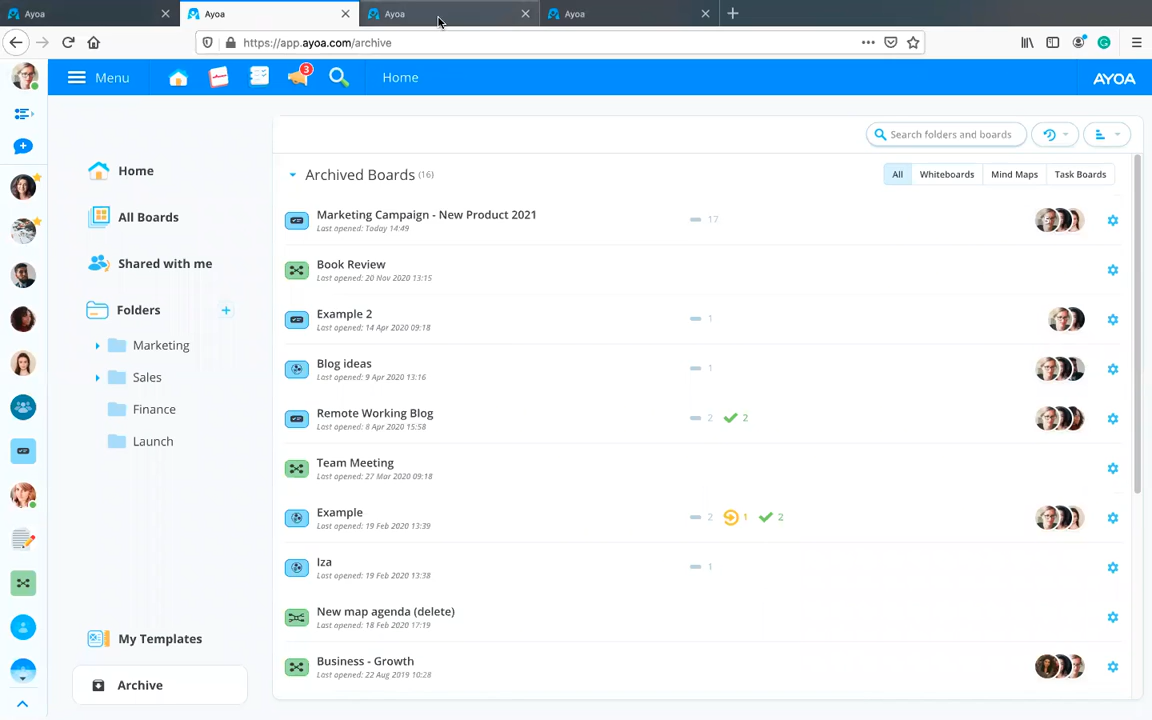 Ayoa
Ayoa
Ayoa
Ayoa
https://app.ayoa.com/archive
Menu
3
Home
AYOA
Home
All Boards
Shared with me
Folders
Marketing
Sales
Finance
Launch
My Templates
Archive
Search folders and boards
Archived Boards (16)
All
Whiteboards
Mind Maps
Task Boards
Marketing Campaign - New Product 2021
17
Last opened: Today 14:49
Book Review
Last opened: 20 Nov 2020 13:15
Example 2
1
Last opened: 14 Apr 2020 09:18
Blog ideas
1
Last opened: 9 Apr 2020 13:16
Remote Working Blog
2 2
Last opened: 8 Apr 2020 15:58
Team Meeting
Last opened: 27 Mar 2020 09:18
Example
2 1 2
Last opened: 19 Feb 2020 13:39
Iza
1
Last opened: 19 Feb 2020 13:38
New map agenda (delete)
Last opened: 18 Feb 2020 17:19
Business - Growth
Last opened: 22 Aug 2019 10:28